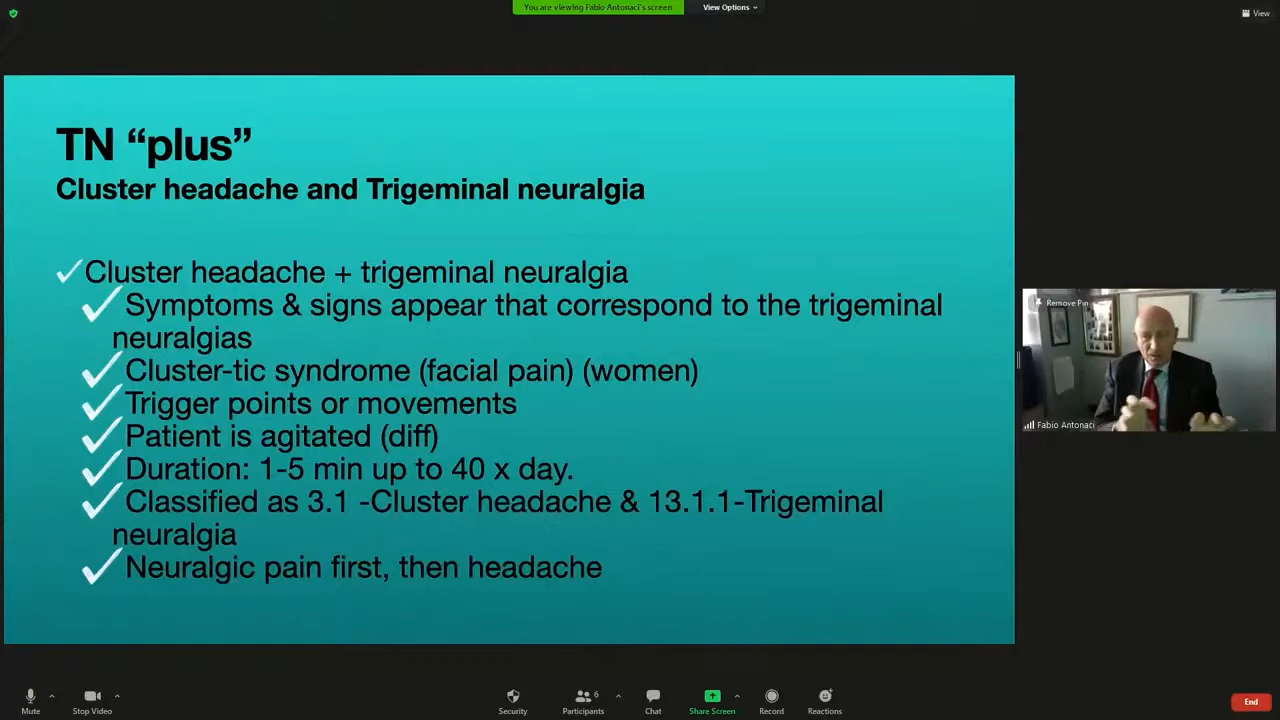 You are viewing Fabio Antonaci's screen
View Options
View
TN “plus”
Cluster headache and Trigeminal neuralgia
Cluster headache + trigeminal neuralgia
Symptoms & signs appear that correspond to the trigeminal
neuralgias
Cluster-tic syndrome (facial pain) (women)
Trigger points or movements
Patient is agitated (diff)
Duration: 1-5 min up to 40 x day.
Classified as 3.1 -Cluster headache & 13.1.1-Trigeminal
neuralgia
Neuralgic pain first, then headache
Remove Pin
Fabio Antonaci
Mute
Stop Video
Security
Participants
6
Chat
Share Screen
Record
Reactions
End